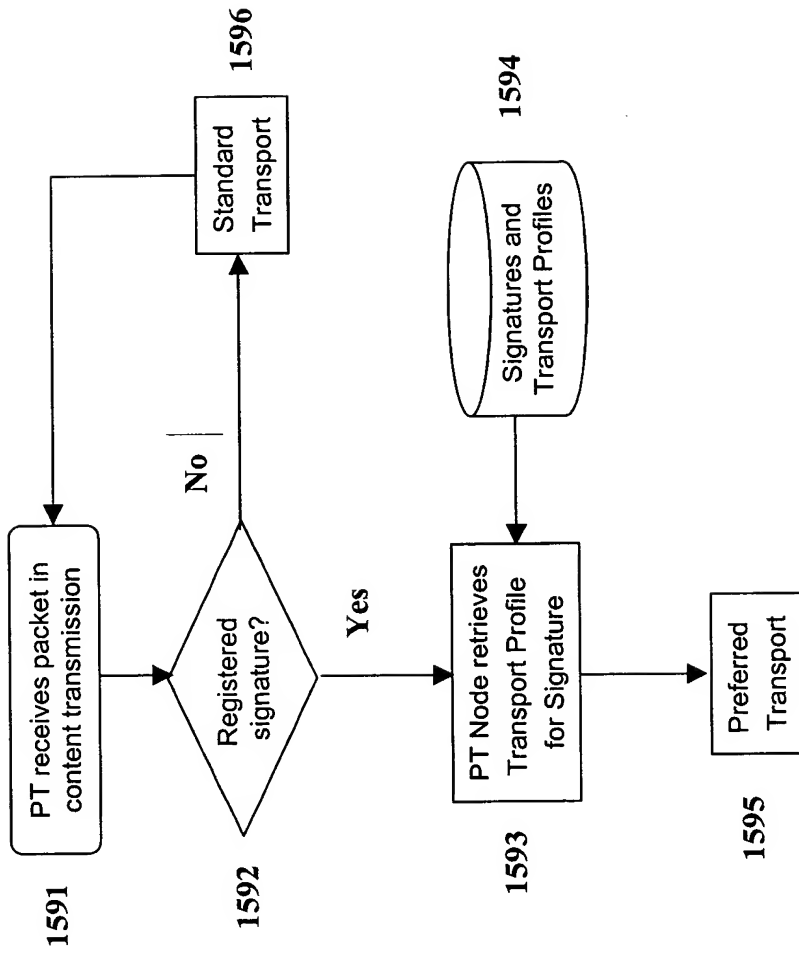 1591
PT receives packet in
content transmission
1592
Registered
signature?
No
Standard
Transport
1596
Yes
1593
PT Node retrieves
Transport Profile
for Signature
Signatures and
Transport Profiles
1594
Preferred
Transport
1595